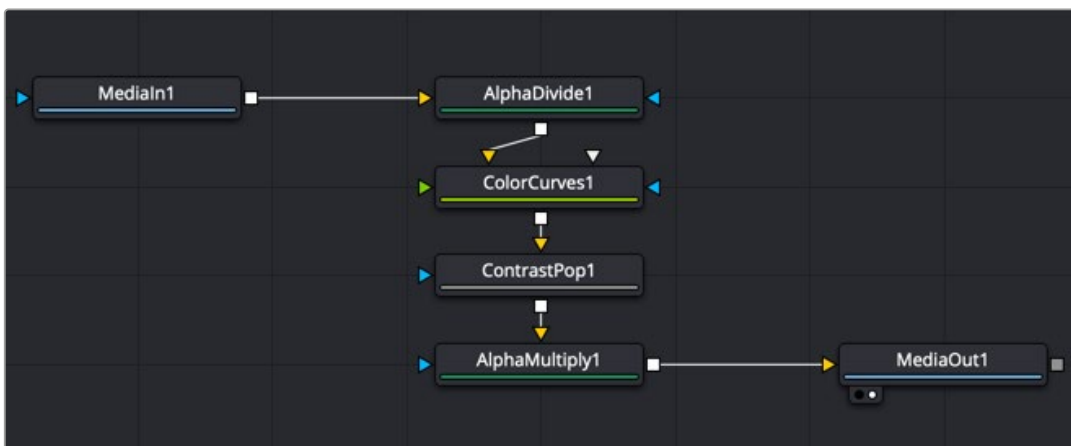 MediaIn1
AlphaDivide1
ColorCurves1
ContrastPop1
AlphaMultiply1
MediaOut1